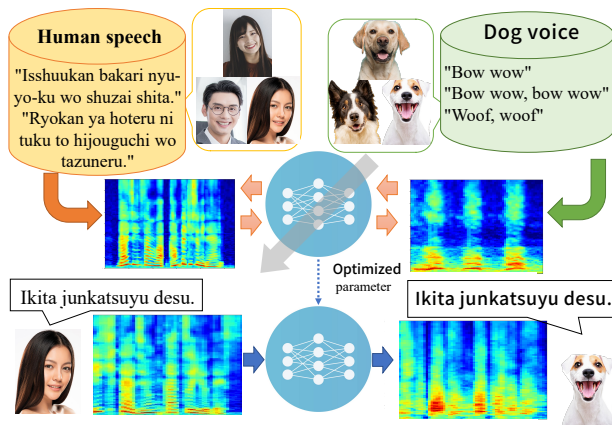 Human speech
"Isshuukan bakari nyu-
yo-ku wo shuzai shita."
"Ryokan ya hoteru ni
tuku to hijouguchi wo
tazuneru."
Dog voice
"Bow wow"
"Bow wow, bow wow"
"Woof, woof"
Optimized
parameter
Ikita junkatsuyu desu.
Ikita junkatsuyu desu.